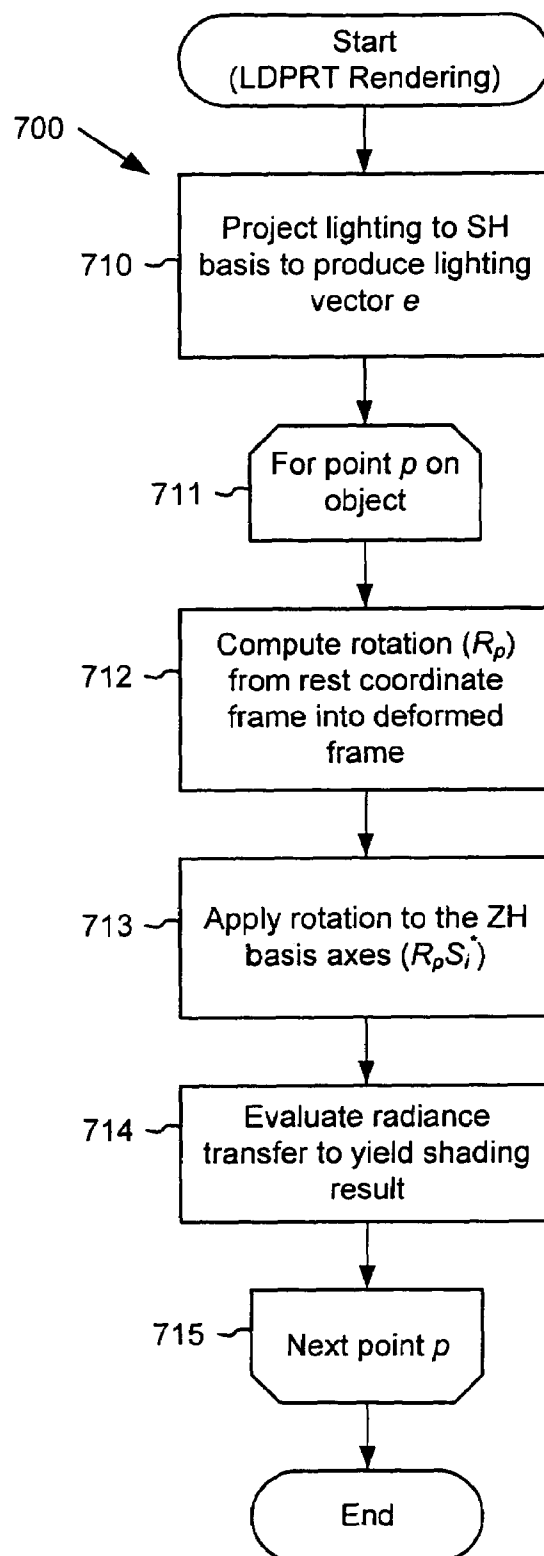 Start
(LDPRT Rendering)
700
Project lighting to SH
basis to produce lighting
vector e
710
For point p on
object
711
Compute rotation (Rp)
from rest coordinate
frame into deformed
frame
712
Apply rotation to the ZH
basis axes (RpSi*)
713
Evaluate radiance
transfer to yield shading
result
714
715
Next point p
End